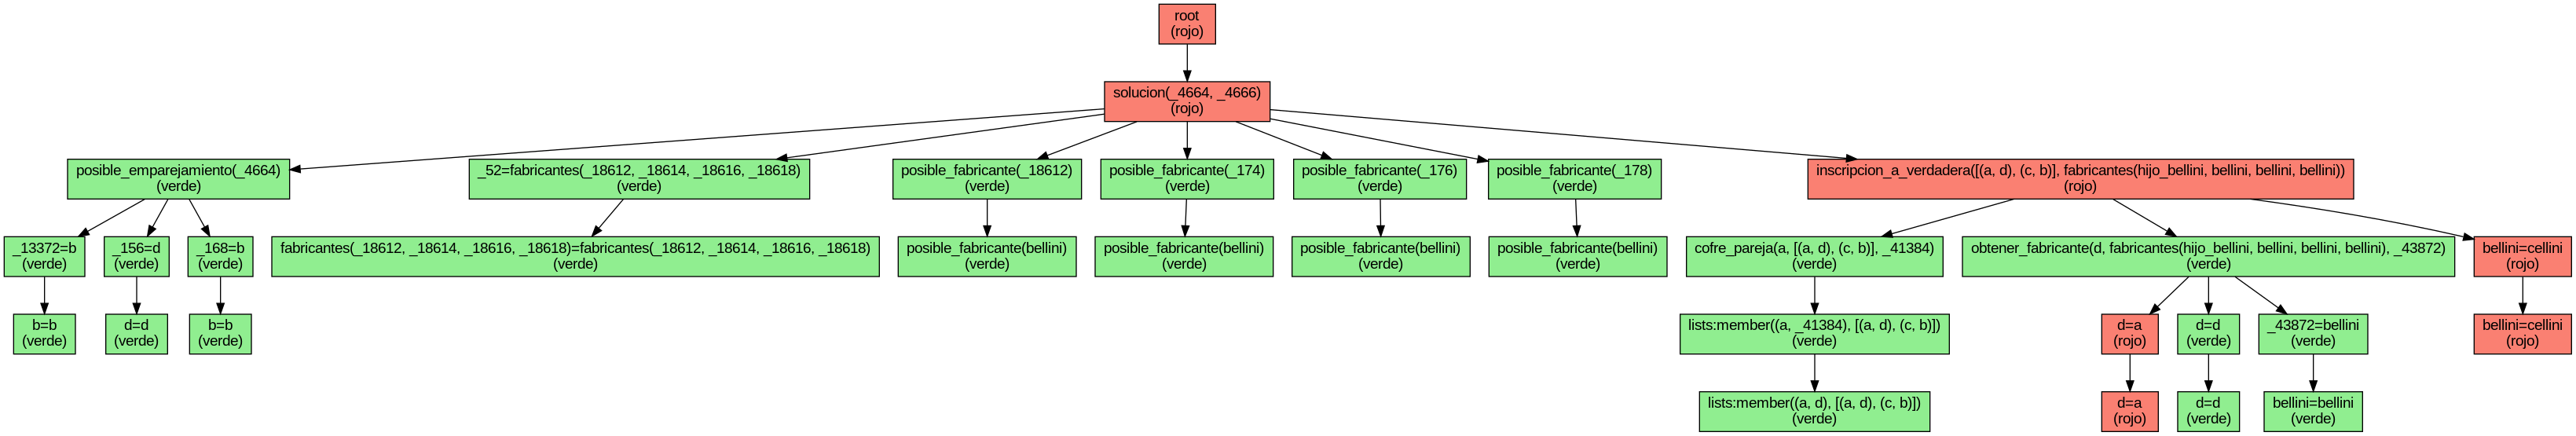 root
(rojo)
solucion(_4664, _4666)
(rojo)
posible_emparejamiento(_4664)
(verde)
_52=fabricantes(_18612, _18614, _18616, _18618)
(verde)
posible_fabricante(_18612)
(verde)
posible_fabricante(_174)
(verde)
posible_fabricante(_176)
(verde)
posible_fabricante(_178)
(verde)
inscripcion_a_verdadera([(a, d), (c, b)], fabricantes(hijo_bellini, bellini, bellini, bellini))
(rojo)
_13372=b
(verde)
_156=d
(verde)
_168=b
(verde)
fabricantes(_18612, _18614, _18616, _18618)=fabricantes(_18612, _18614, _18616, _18618)
(verde)
posible_fabricante(bellini)
(verde)
posible_fabricante(bellini)
(verde)
posible_fabricante(bellini)
(verde)
posible_fabricante(bellini)
(verde)
cofre_pareja(a, [(a, d), (c, b)], _41384)
(verde)
obtener_fabricante(d, fabricantes(hijo_bellini, bellini, bellini, bellini), _43872)
(verde)
bellini=cellini
(rojo)
b=b
(verde)
d=d
(verde)
b=b
(verde)
lists:member((a, _41384), [(a, d), (c, b)])
(verde)
d=a
(rojo)
d=d
(verde)
_43872=bellini
(verde)
bellini=cellini
(rojo)
lists:member((a, d), [(a, d), (c, b)])
(verde)
d=a
(rojo)
d=d
(verde)
bellini=bellini
(verde)